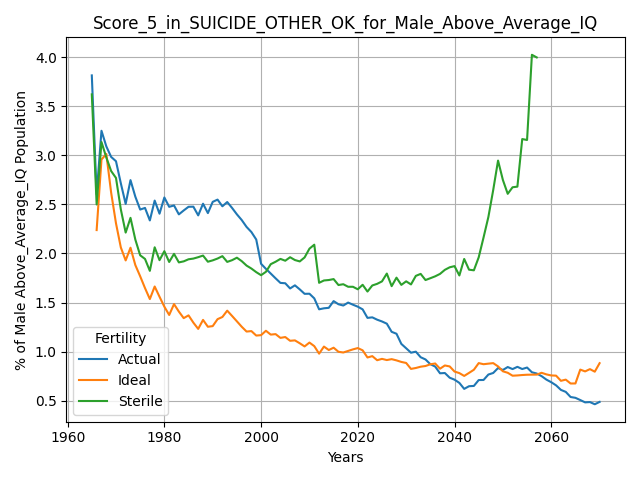 Score_5_in_SUICIDE_OTHER_OK_for_Male_Above_Average_IQ
% of Male Above_Average_IQ Population
4.0
3.5
3.0
2.5
2.0
1.5
1.0
0.5
Fertility
Actual
Ideal
Sterile
1960 1980 2000 2020 2040 2060
Years